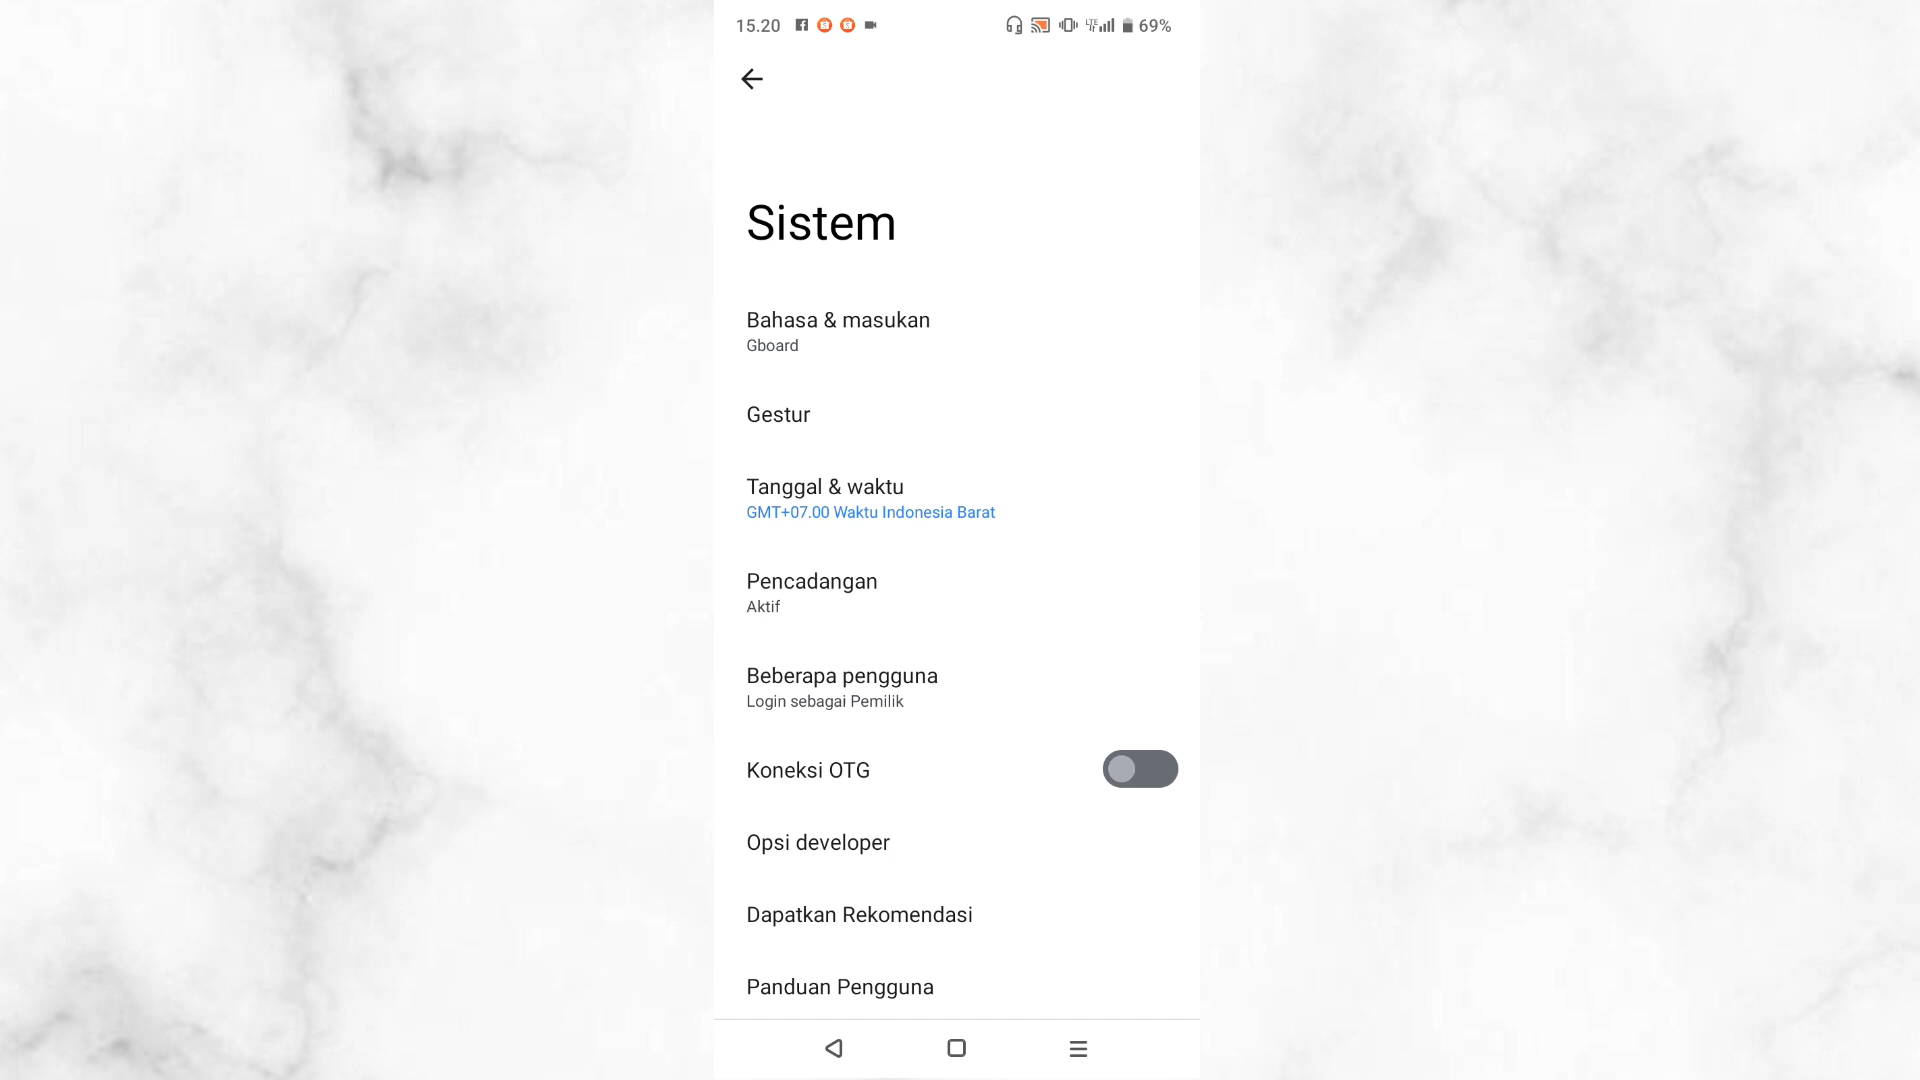 15.20
LTE
69%
Sistem
Bahasa & masukan
Gboard
Gestur
Tanggal & waktu
GMT+07.00 Waktu Indonesia Barat
Pencadangan
Aktif
Beberapa pengguna
Login sebagai Pemilik
Koneksi OTG
Opsi developer
Dapatkan Rekomendasi
Panduan Pengguna